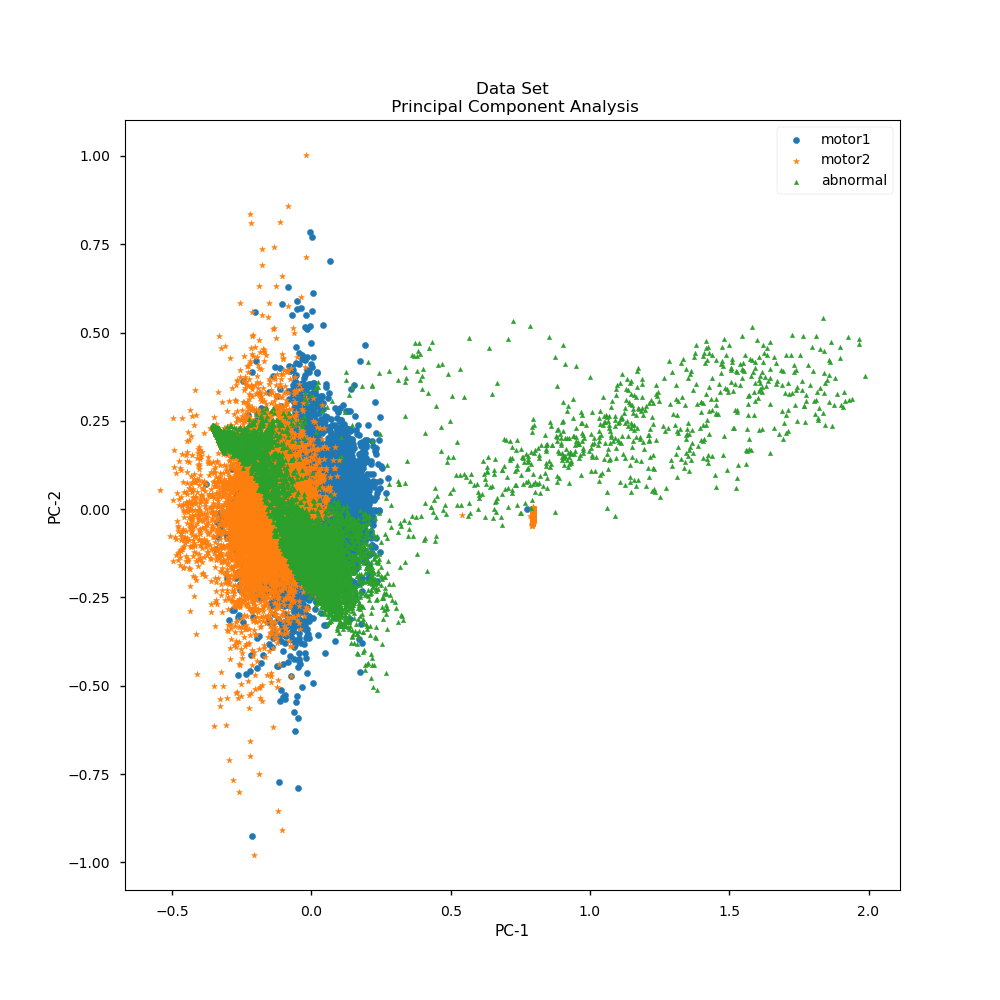 Data Set
Principal Component Analysis
motor1
motor2
abnormal
1.00
0.75
0.50
0.25
0.00
−0.25
−0.50
−0.75
−1.00
PC-2
−0.5
0.0
0.5
1.0
1.5
2.0
PC-1